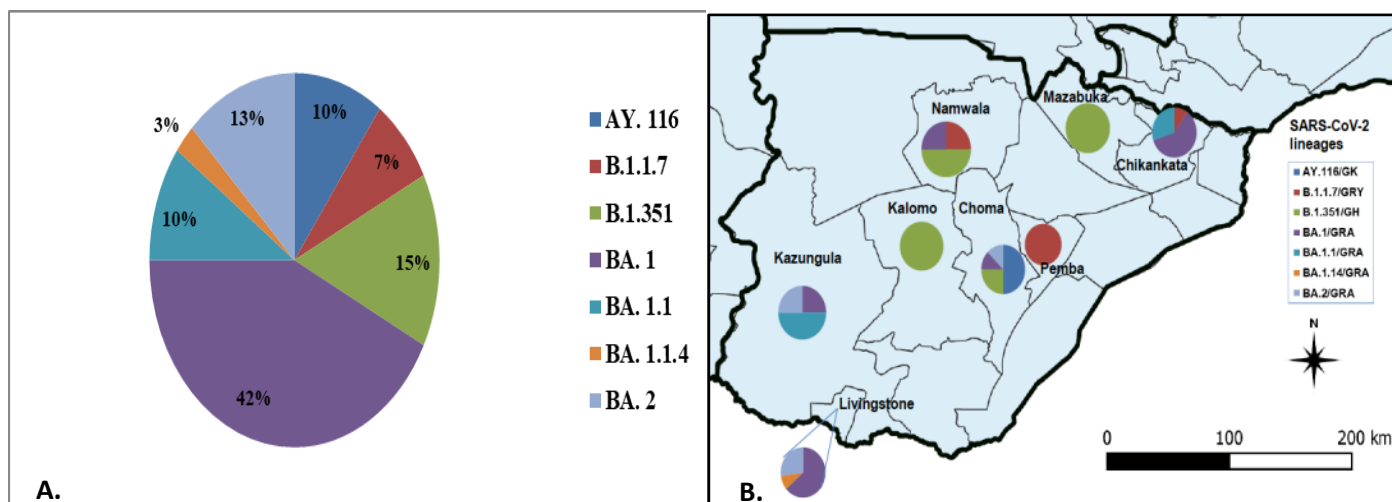 10%
7%
15%
42%
10%
3%
13%
AY. 116
B.1.1.7
B.1.351
BA. 1
BA. 1.1
BA. 1.1.4
BA. 2
A.
Namwala
Mazabuka
Chikankata
Kalomo
Choma
Pemba
Kazungula
Livingstone
SARS-CoV-2
lineages
AY.116/GK
B.1.1.7/GRY
B.1.351/GH
BA.1/GRA
BA.1.1/GRA
BA.1.14/GRA
BA.2/GRA
N
0 100 200 km
B.